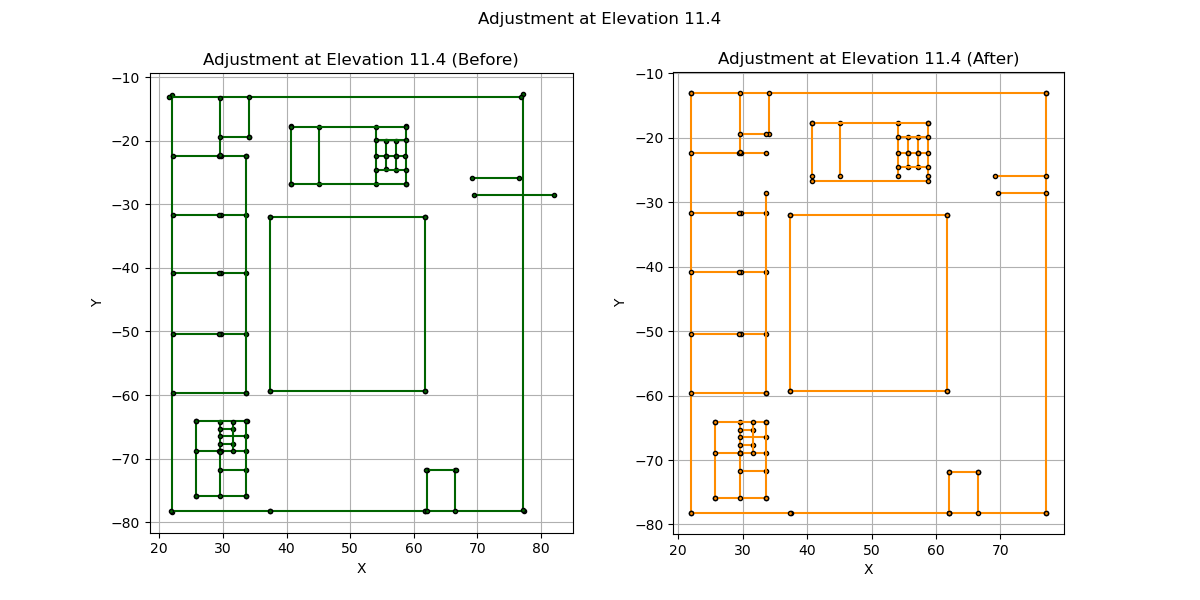 Adjustment at Elevation 11.4
Adjustment at Elevation 11.4 (Before)
−10
−20
−30
−40
−50
−60
−70
−80
Y
20 30 40 50 60 70 80
X
Adjustment at Elevation 11.4 (After)
−10
−20
−30
−40
−50
−60
−70
−80
Y
20 30 40 50 60 70
X